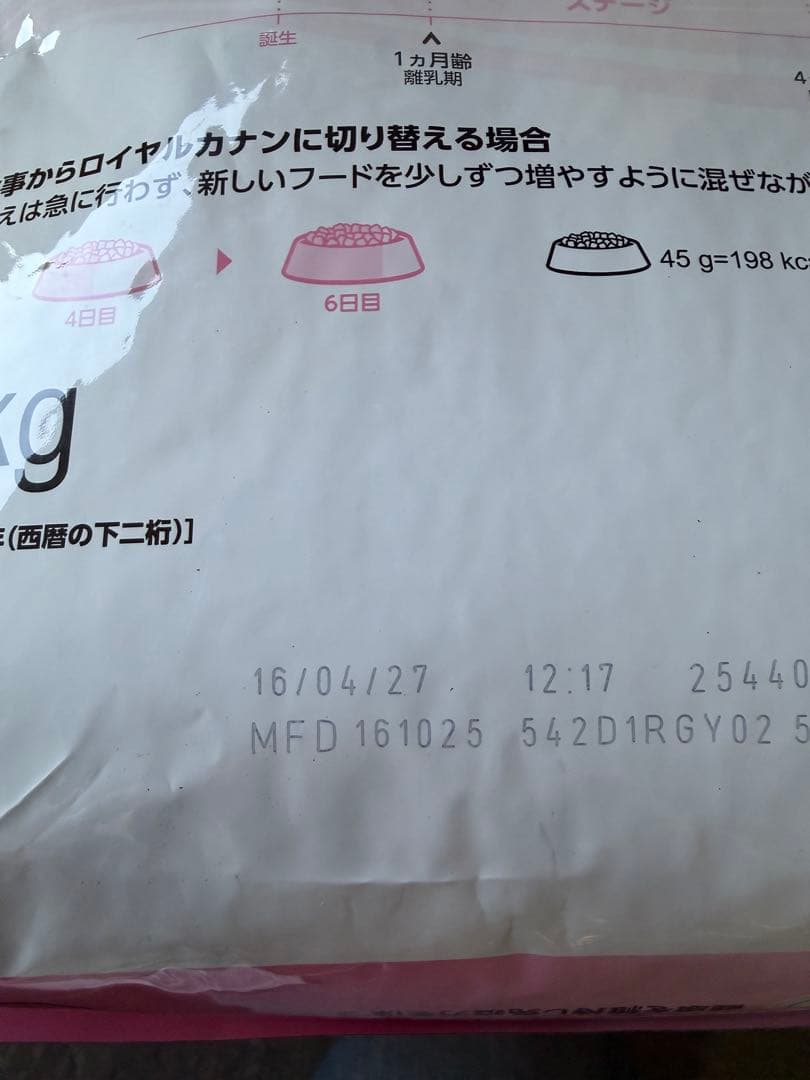 ステージ
誕生
1ヵ月齢
離乳期
4
事からロイヤルカナンに切り替える場合
えは急に行わず、新しいフードを少しずつ増やすように混ぜなが
4日目
6日目
45 g=198 kc
kg
(西暦の下二桁)]
16/04/27 12:17 25440
MFD 161025 542D1RGY02 5